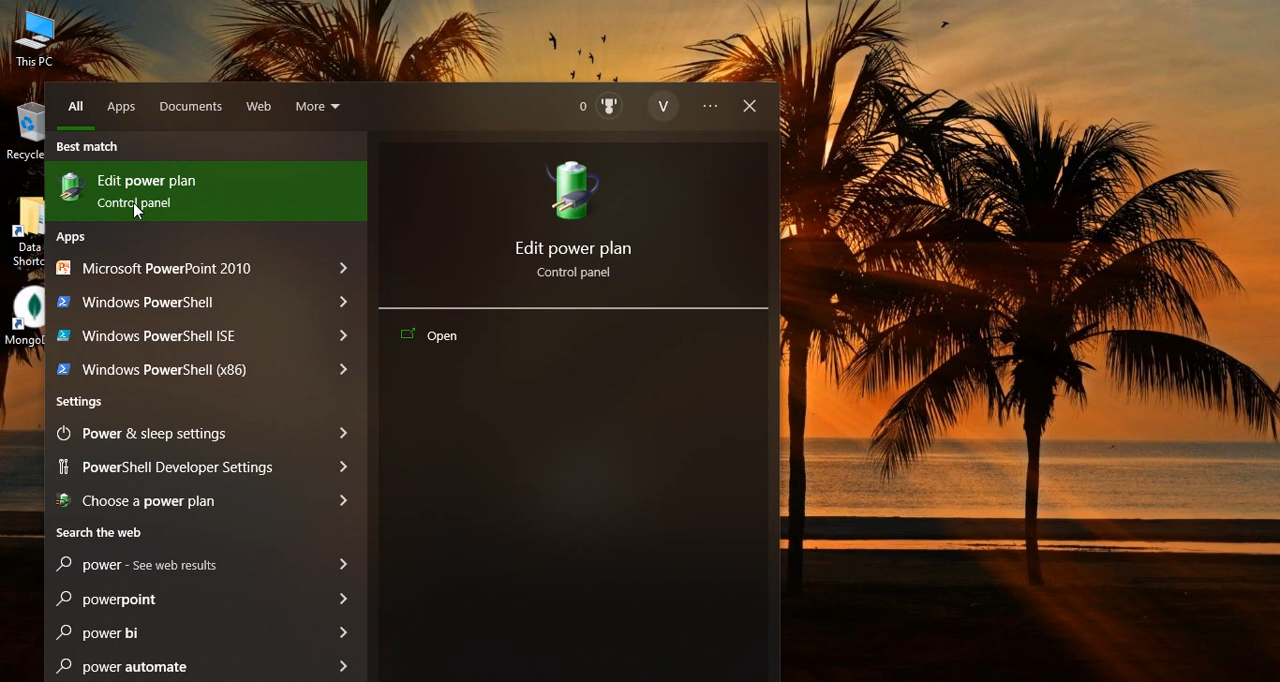 This PC
Recycle
Data
Shortc
MongoD
All Apps Documents Web More 0 V ...
Best match
Edit power plan
Control panel
Apps
Microsoft PowerPoint 2010
Windows PowerShell
Windows PowerShell ISE
Windows PowerShell (x86)
Settings
Power & sleep settings
PowerShell Developer Settings
Choose a power plan
Search the web
power - See web results
powerpoint
power bi
power automate
Edit power plan
Control panel
Open